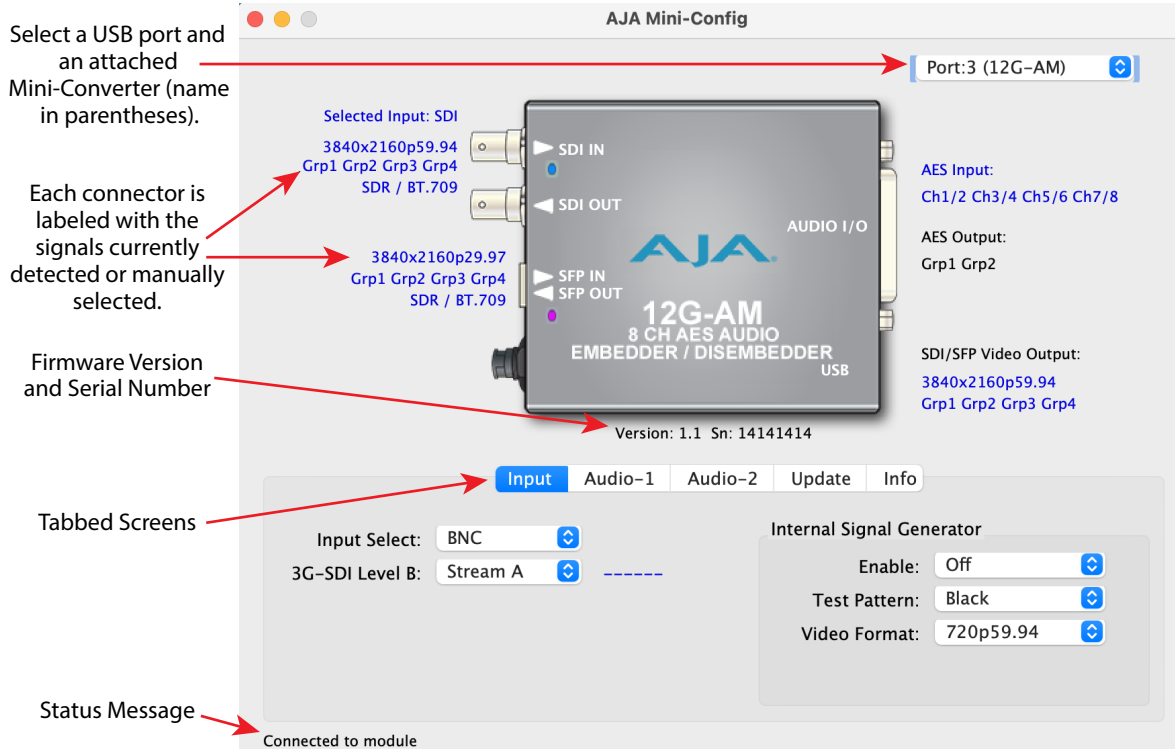 AJA Mini-Config
Select a USB port and
an attached
Mini-Converter (name
in parentheses).
Port:3 (12G-AM)
Selected Input: SDI
3840x2160p59.94
Grp1 Grp2 Grp3 Grp4
SDR / BT.709
SDI IN
SDI OUT
AUDIO I/O
AES Input:
Ch1/2 Ch3/4 Ch5/6 Ch7/8
AES Output:
Grp1 Grp2
Each connector is
labeled with the
signals currently
detected or manually
selected.
3840x2160p29.97
Grp1 Grp2 Grp3 Grp4
SDR / BT.709
AJA.
SFP IN
SFP OUT
12G-AM
8 CH AES AUDIO
EMBEDDER / DISEMBEDDER
USB
SDI/SFP Video Output:
3840x2160p59.94
Grp1 Grp2 Grp3 Grp4
Firmware Version
and Serial Number
Version: 1.1 Sn: 14141414
Input Audio-1 Audio-2 Update Info
Tabbed Screens
Input Select: BNC
3G-SDI Level B: Stream A ------
Internal Signal Generator
Enable: Off
Test Pattern: Black
Video Format: 720p59.94
Status Message
Connected to module